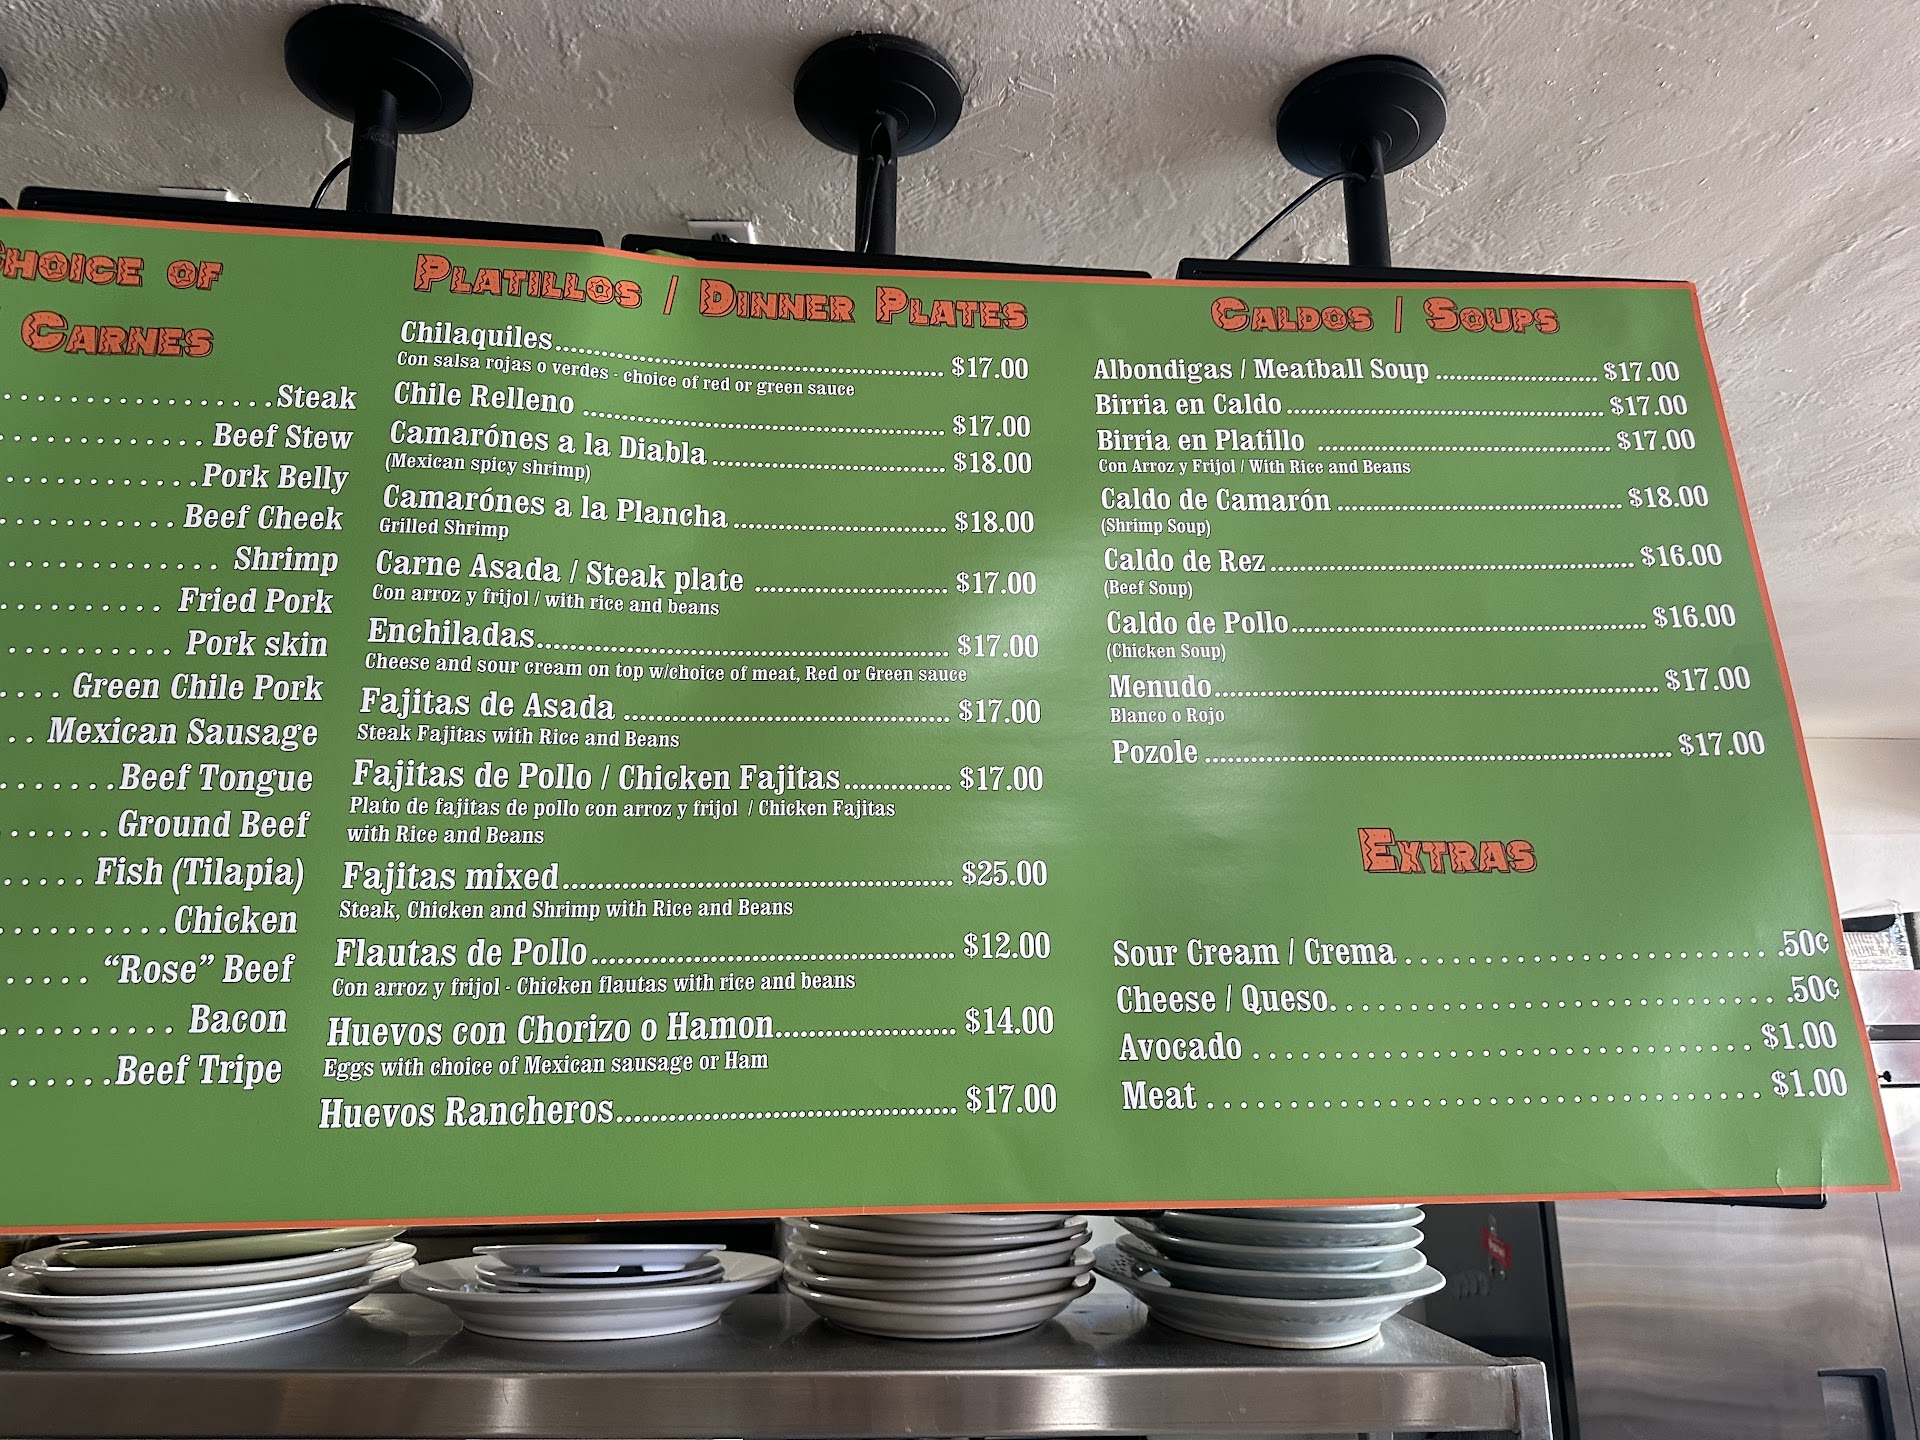 CHOICE OF
CARNES
Steak
Beef Stew
Pork Belly
Beef Cheek
Shrimp
Fried Pork
Pork skin
Green Chile Pork
Mexican Sausage
Beef Tongue
Ground Beef
Fish (Tilapia)
Chicken
“Rose” Beef
Bacon
Beef Tripe
PLATILLOS / DINNER PLATES
Chilaquiles $17.00
Con salsa rojas o verdes - choice of red or green sauce
Chile Relleno $17.00
Camarónes a la Diabla $18.00
(Mexican spicy shrimp)
Camarónes a la Plancha $18.00
Grilled Shrimp
Carne Asada / Steak plate $17.00
Con arroz y frijol / with rice and beans
Enchiladas $17.00
Cheese and sour cream on top w/choice of meat, Red or Green sauce
Fajitas de Asada $17.00
Steak Fajitas with Rice and Beans
Fajitas de Pollo / Chicken Fajitas $17.00
Plato de fajitas de pollo con arroz y frijol / Chicken Fajitas
with Rice and Beans
Fajitas mixed $25.00
Steak, Chicken and Shrimp with Rice and Beans
Flautas de Pollo $12.00
Con arroz y frijol - Chicken flautas with rice and beans
Huevos con Chorizo o Hamon $14.00
Eggs with choice of Mexican sausage or Ham
Huevos Rancheros $17.00
CALDOS / SOUPS
Albondigas / Meatball Soup $17.00
Birria en Caldo $17.00
Birria en Platillo $17.00
Con Arroz y Frijol / With Rice and Beans
Caldo de Camarón $18.00
(Shrimp Soup)
Caldo de Rez $16.00
(Beef Soup)
Caldo de Pollo $16.00
(Chicken Soup)
Menudo $17.00
Blanco o Rojo
Pozole $17.00
EXTRAS
Sour Cream / Crema .50¢
Cheese / Queso .50¢
Avocado $1.00
Meat $1.00